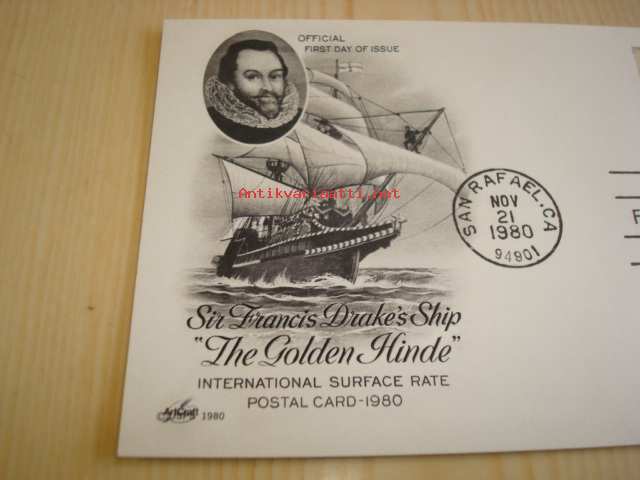 OFFICIAL
FIRST DAY OF ISSUE
Antikvariaatti.net
SAN RAFAEL, CA
NOV
21
1980
94901
Sir Francis Drake's Ship
"The Golden Hinde"
INTERNATIONAL SURFACE RATE
POSTAL CARD-1980
ArtCraft
1980